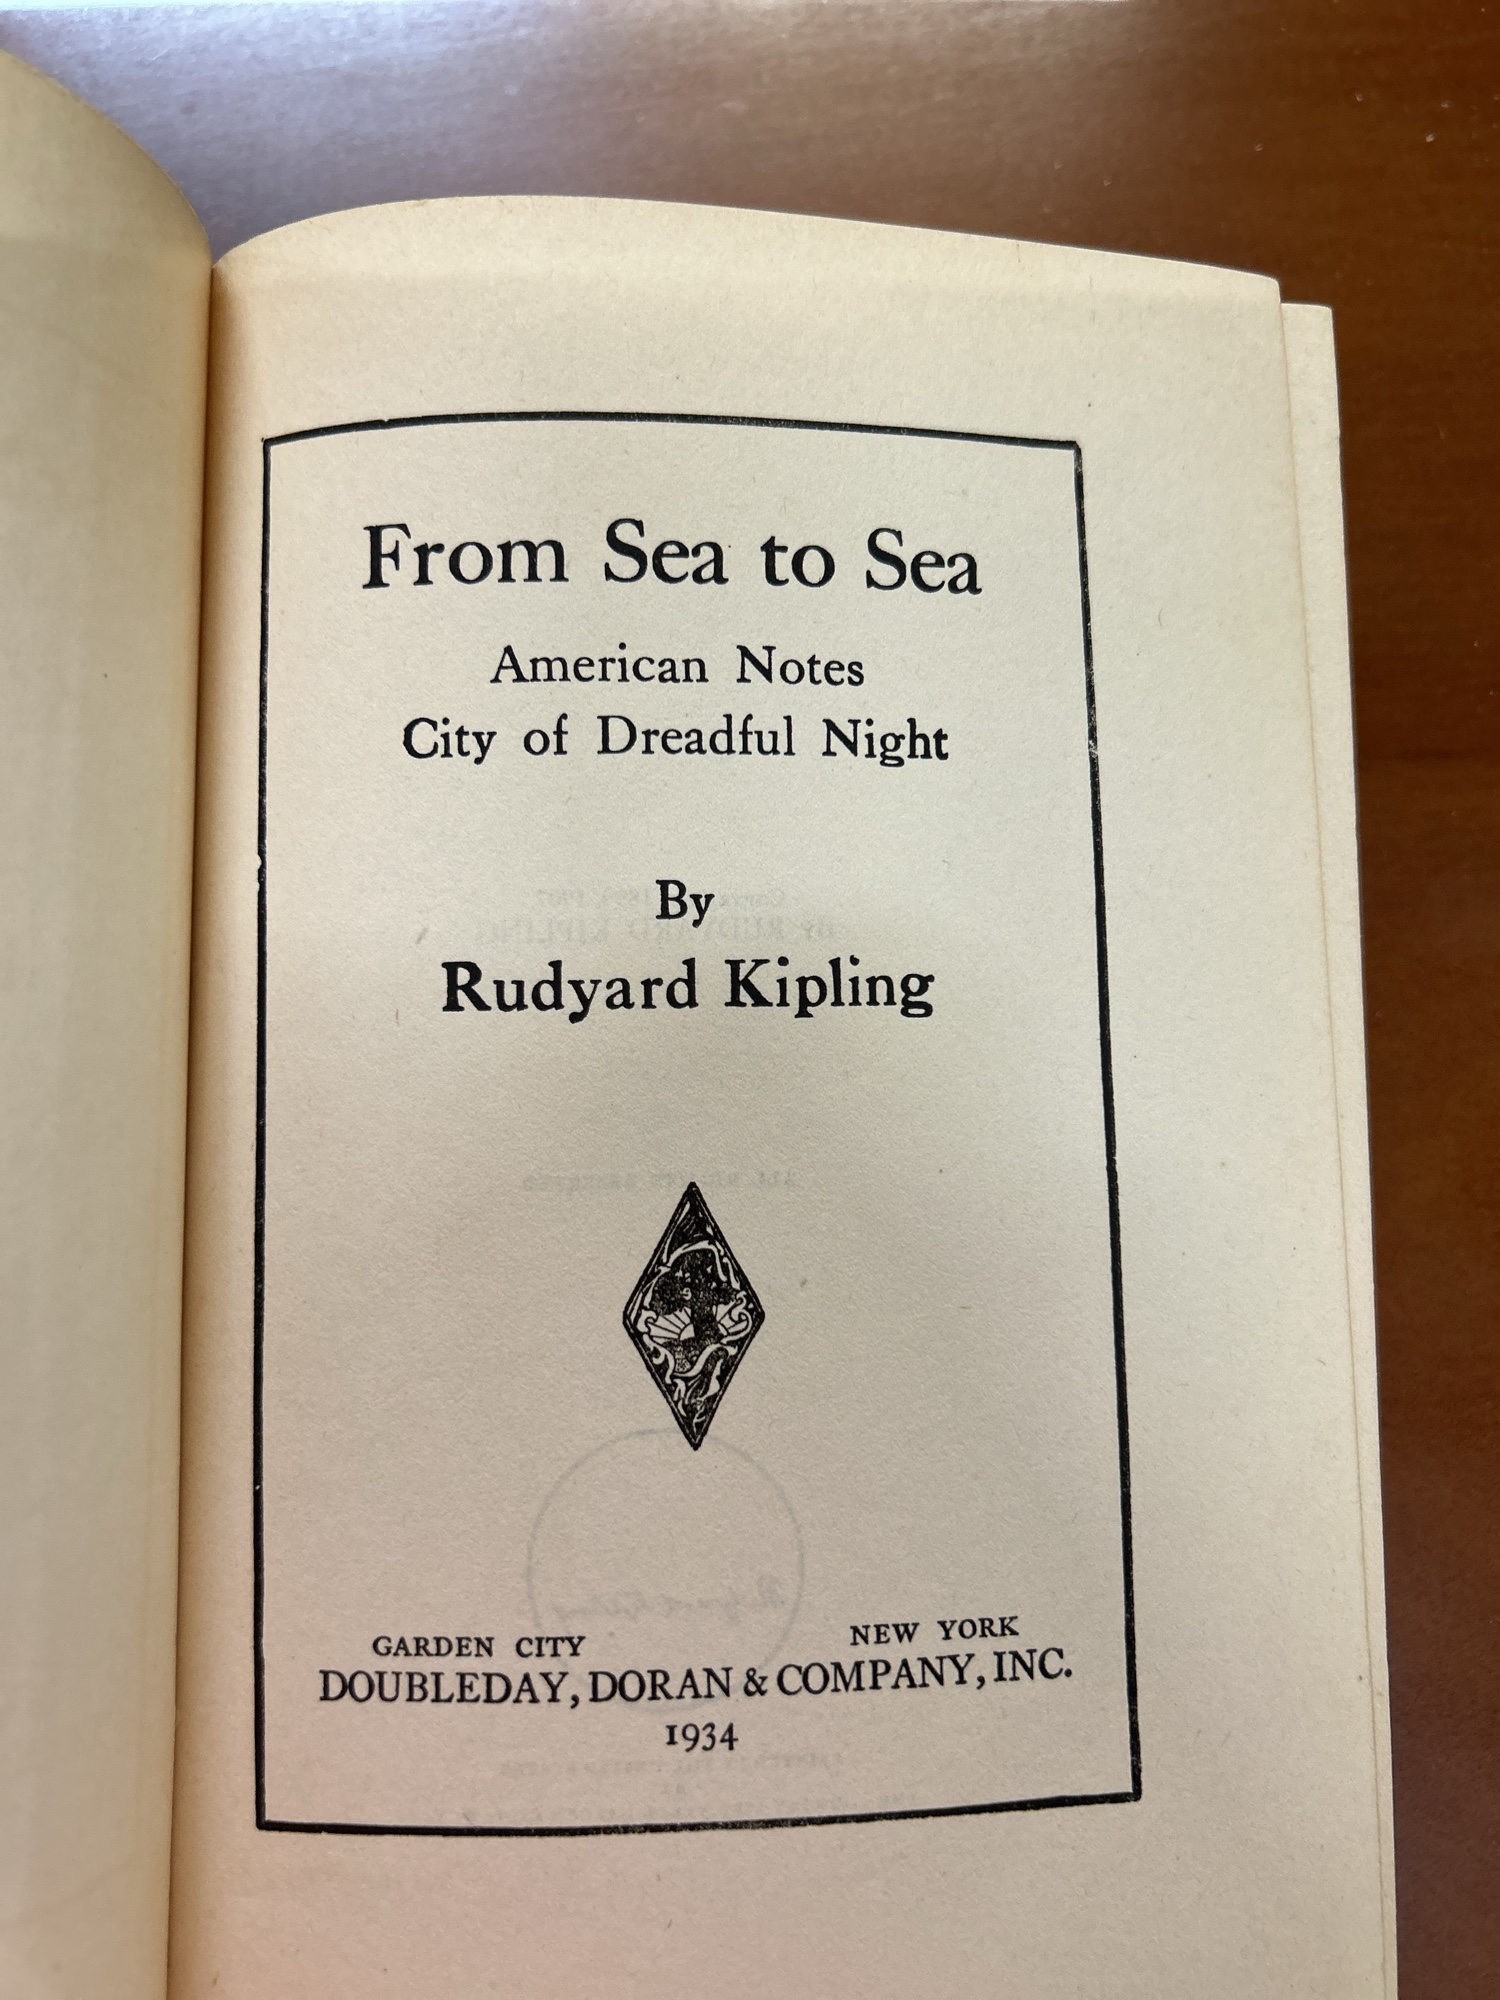 From Sea to Sea
American Notes
City of Dreadful Night
By
Rudyard Kipling
GARDEN CITY NEW YORK
DOUBLEDAY, DORAN & COMPANY, INC.
1934